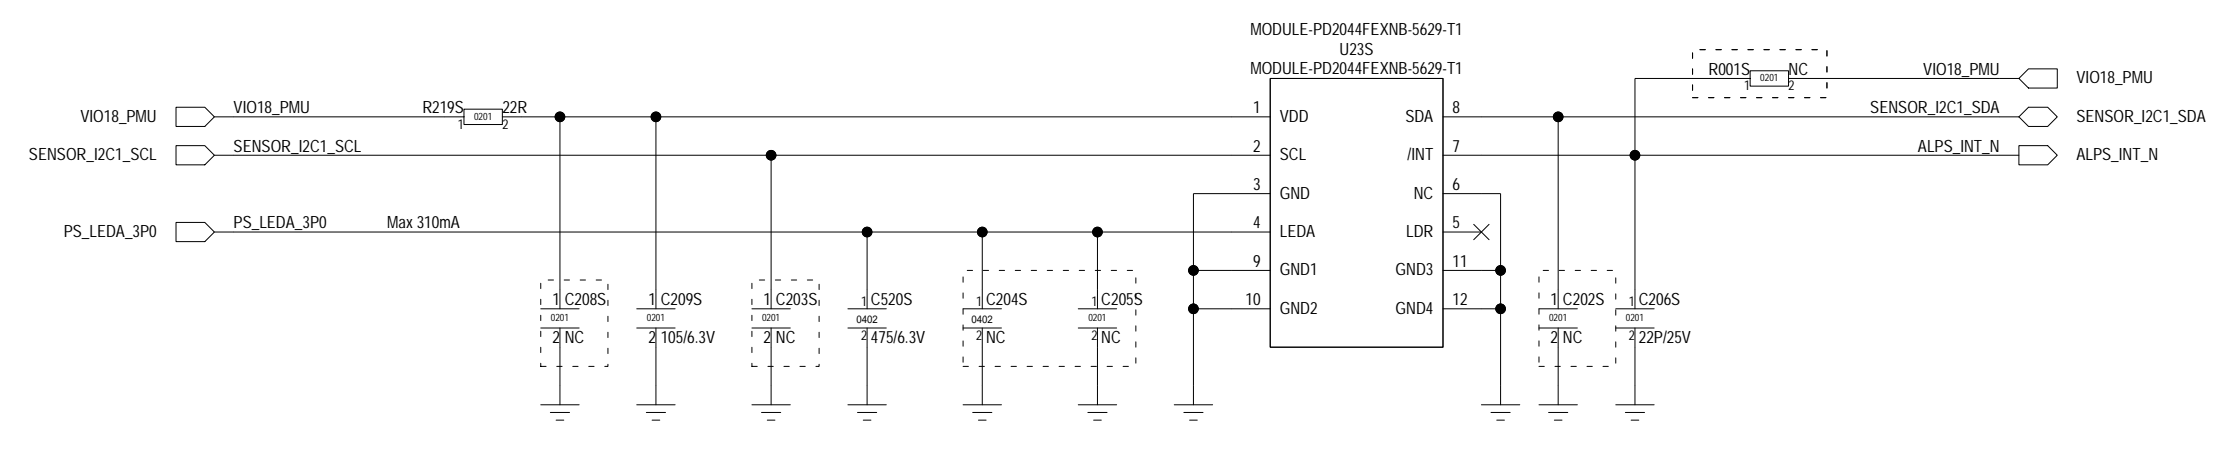 MODULE-PD2044FEXNB-5629-T1
U23S
MODULE-PD2044FEXNB-5629-T1
R001S 1 0201 NC 2 VIO18_PMU VIO18_PMU
VIO18_PMU VIO18_PMU R219S 1 0201 22R 2 1 VDD SDA 8 SENSOR_I2C1_SDA SENSOR_I2C1_SDA
SENSOR_I2C1_SCL SENSOR_I2C1_SCL 2 SCL /INT 7 ALPS_INT_N ALPS_INT_N
3 GND NC 6
PS_LEDA_3P0 PS_LEDA_3P0 Max 310mA 4 LEDA LDR 5
9 GND1 GND3 11
10 GND2 GND4 12
1 C208S 1 C209S 1 C203S 1 C520S 1 C204S 1 C205S 1 C202S 1 C206S
0201 0201 0201 0402 0402 0201 0201 0201
2 NC 2 105/6.3V 2 NC 2 475/6.3V 2 NC 2 NC 2 NC 2 22P/25V